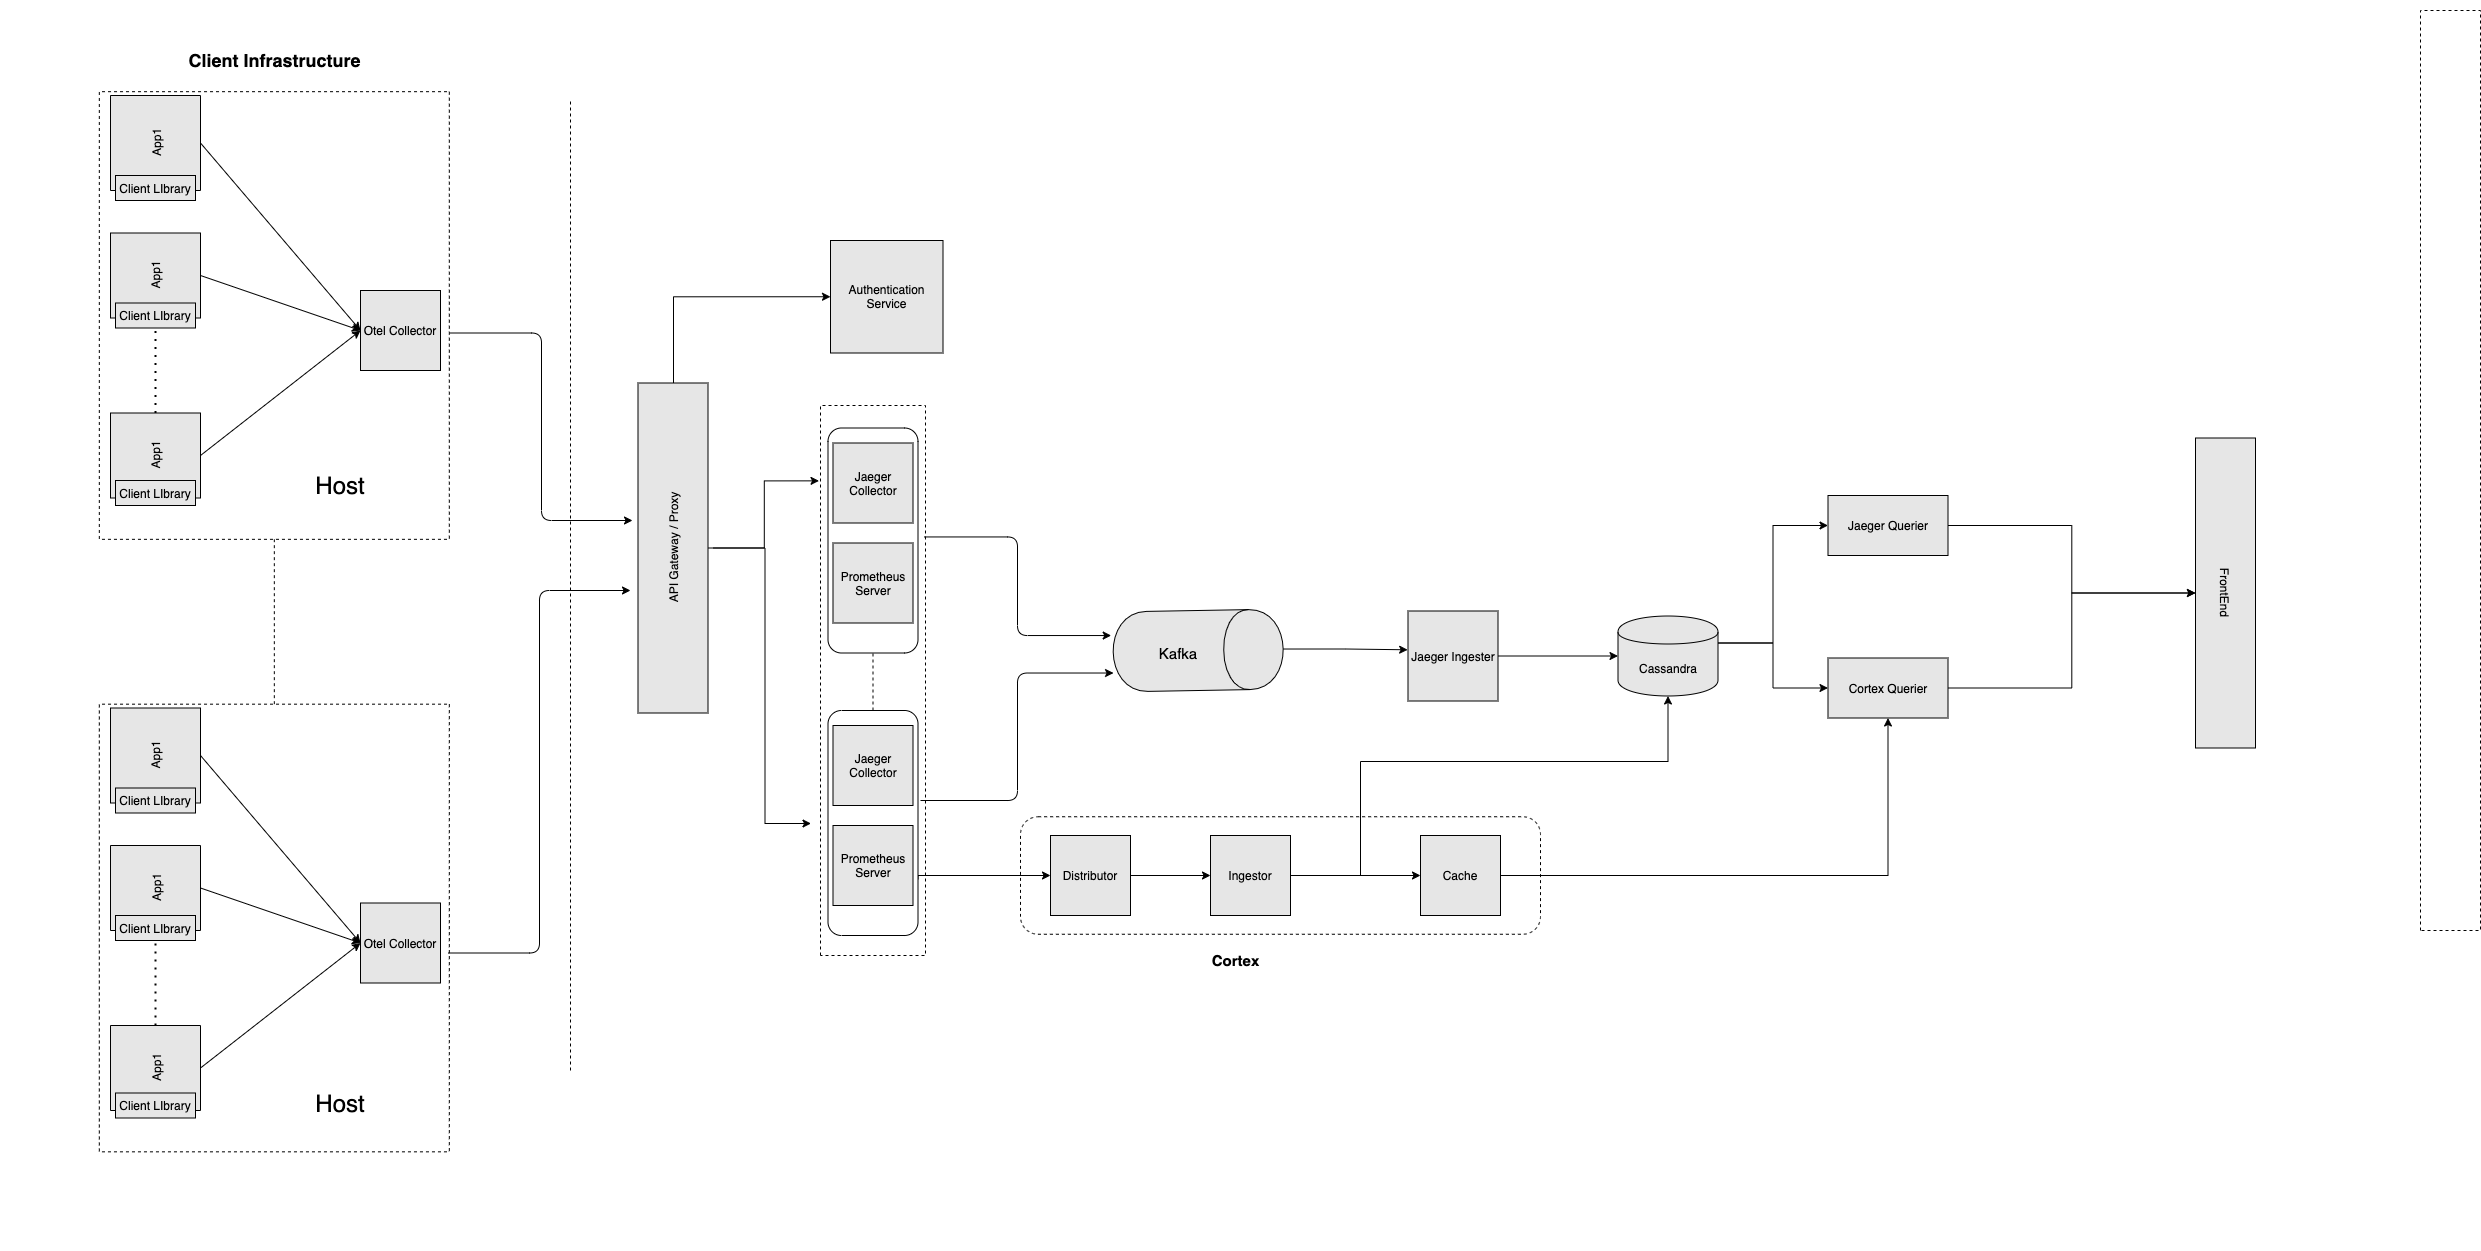 Client Infrastructure
App1
Client LIbrary
App1
Client LIbrary
App1
Client LIbrary
Otel Collector
Host
App1
Client LIbrary
App1
Client LIbrary
App1
Client LIbrary
Otel Collector
Host
API Gateway / Proxy
Authentication
Service
Jaeger
Collector
Prometheus
Server
Jaeger
Collector
Prometheus
Server
Kafka
Jaeger Ingester
Cassandra
Distributor
Ingestor
Cache
Cortex
Jaeger Querier
Cortex Querier
FrontEnd